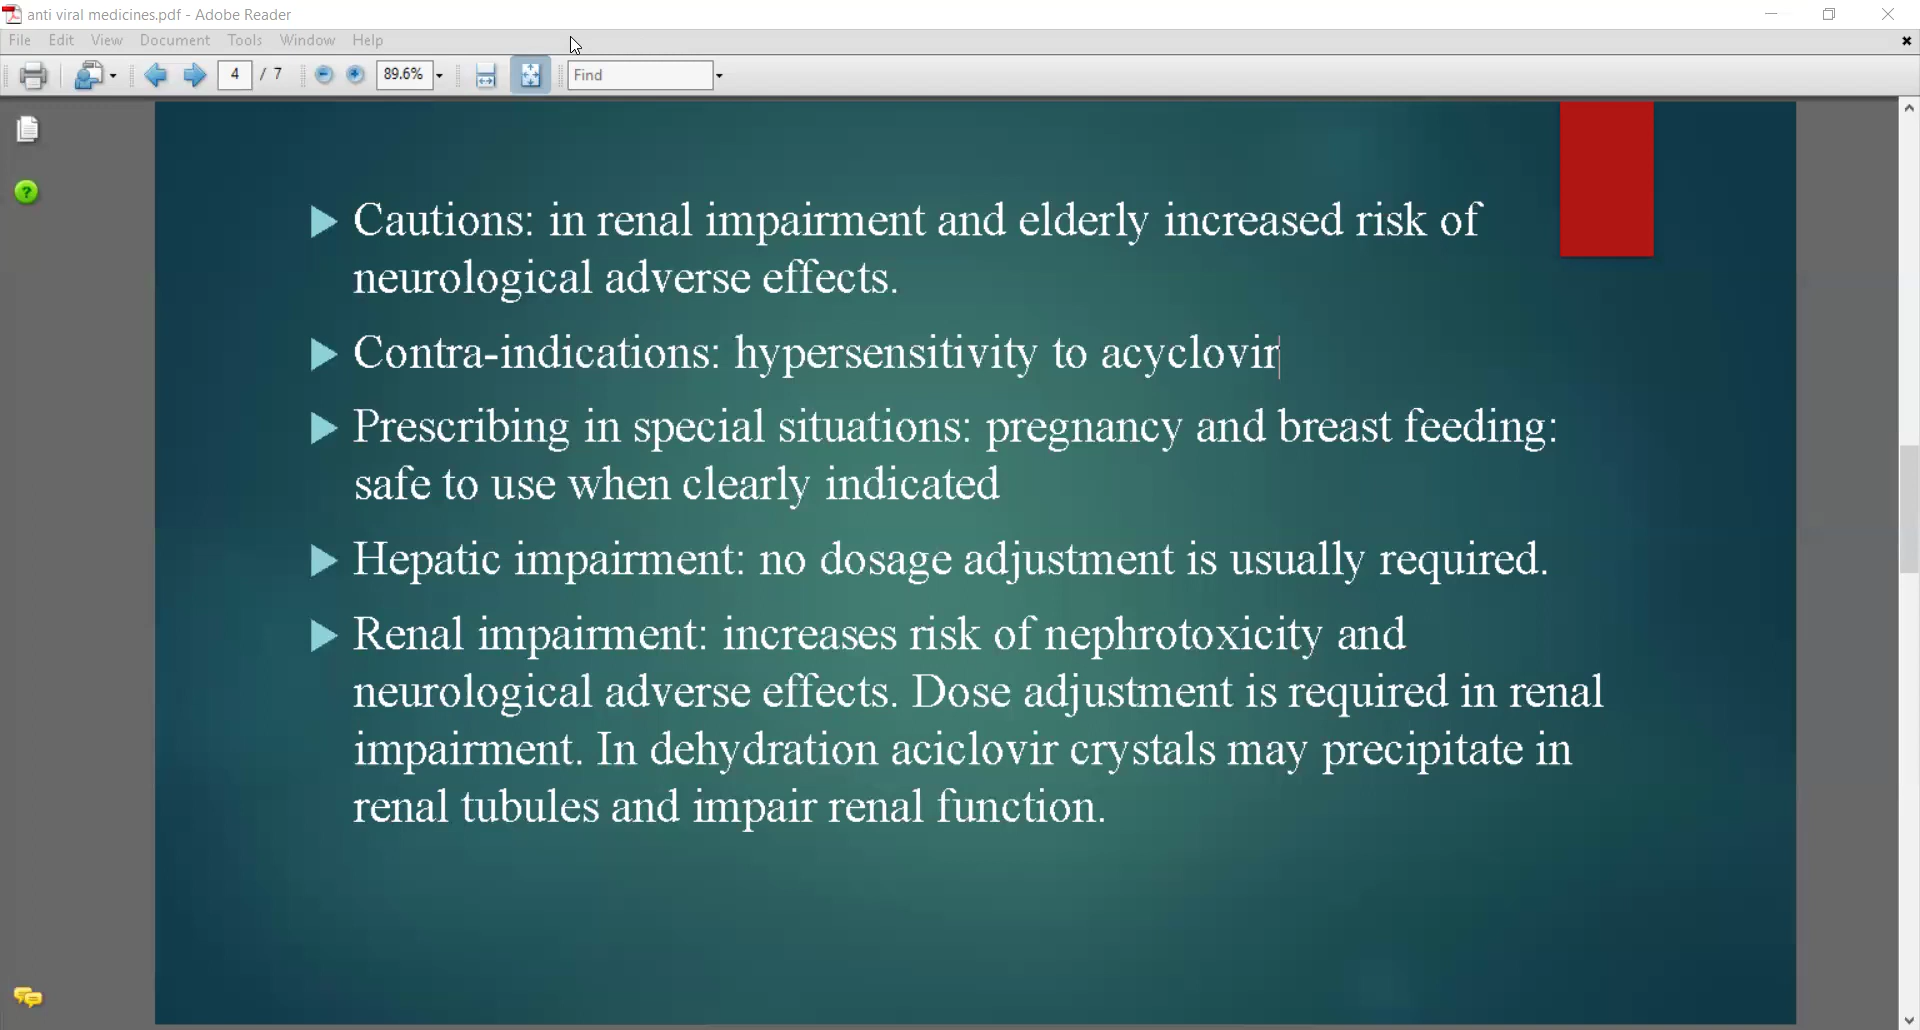 anti viral medicines.pdf - Adobe Reader
File Edit View Document Tools Window Help
4 / 7 89.6% Find
Cautions: in renal impairment and elderly increased risk of
neurological adverse effects.
Contra-indications: hypersensitivity to acyclovir
Prescribing in special situations: pregnancy and breast feeding:
safe to use when clearly indicated
Hepatic impairment: no dosage adjustment is usually required.
Renal impairment: increases risk of nephrotoxicity and
neurological adverse effects. Dose adjustment is required in renal
impairment. In dehydration aciclovir crystals may precipitate in
renal tubules and impair renal function.